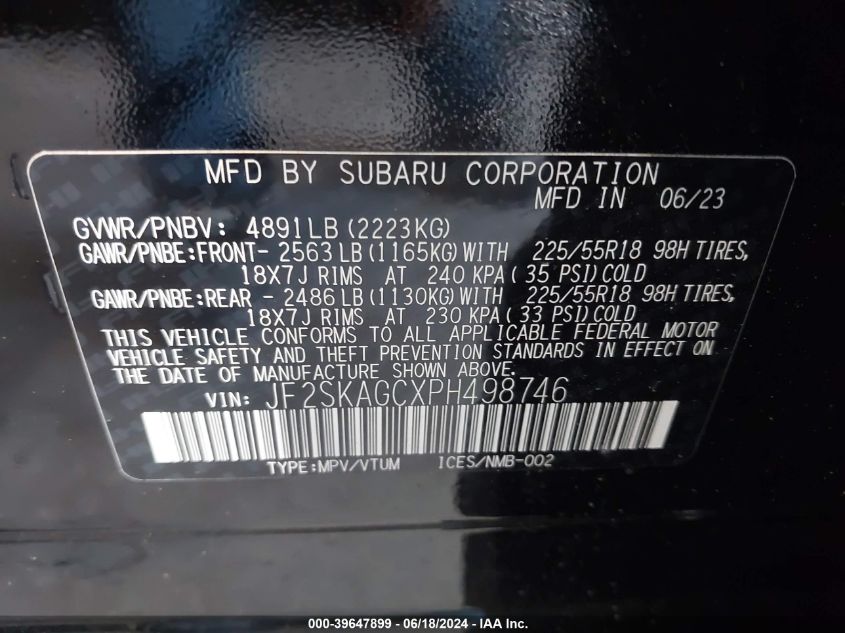 MFD BY SUBARU CORPORATION
MFD IN 06/23
GVWR/PNBV: 4891LB (2223KG)
GAWR/PNBE:FRONT- 2563 LB (1165KG) WITH 225/55R18 98H TIRES,
18X7J RIMS AT 240 KPA ( 35 PSI) COLD
GAWR/PNBE:REAR - 2486 LB (1130KG) WITH 225/55R18 98H TIRES,
18X7J RIMS AT 230 KPA ( 33 PSI) COLD
THIS VEHICLE CONFORMS TO ALL APPLICABLE FEDERAL MOTOR
VEHICLE SAFETY AND THEFT PREVENTION STANDARDS IN EFFECT ON
THE DATE OF MANUFACTURE SHOWN ABOVE.
VIN: JF2SKAGCXPH498746
TYPE:MPV/VTUM ICES/NMB-002
000-39647899 - 06/18/2024 - IAA Inc.